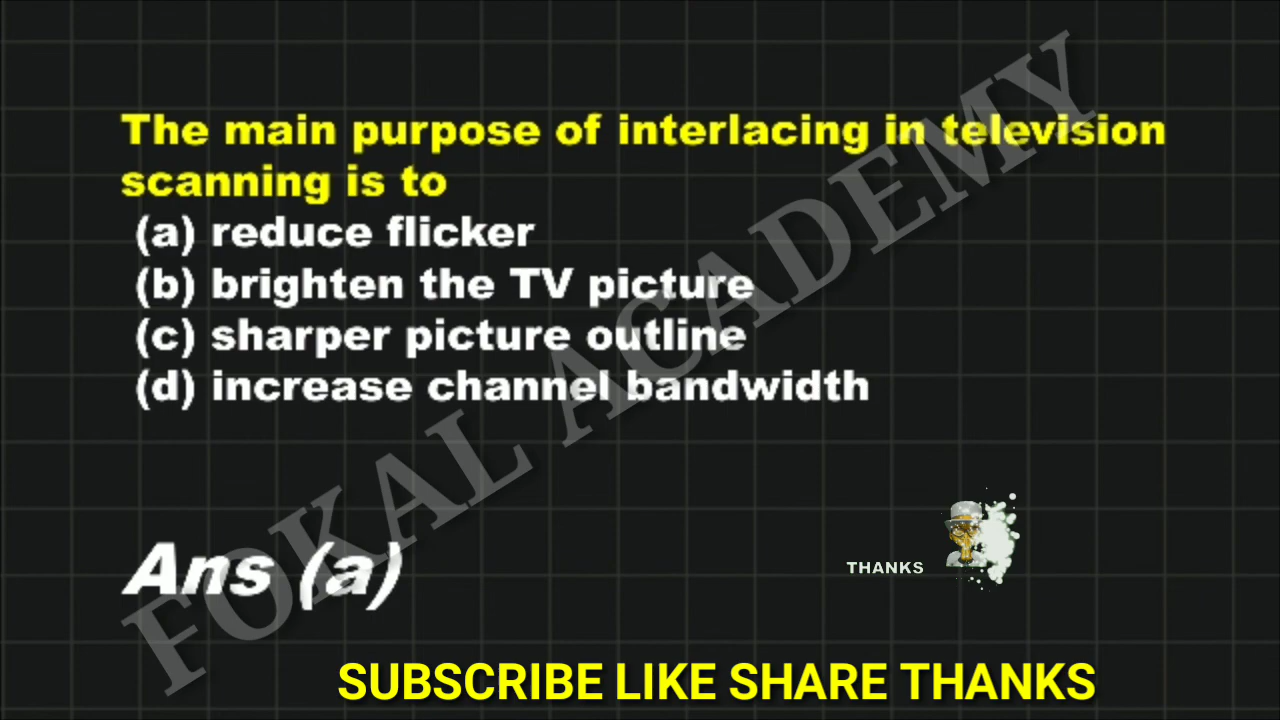 The main purpose of interlacing in television
scanning is to
(a) reduce flicker
(b) brighten the TV picture
(c) sharper picture outline
(d) increase channel bandwidth
FOKAL ACADEMY
Ans (a)
THANKS
SUBSCRIBE LIKE SHARE THANKS